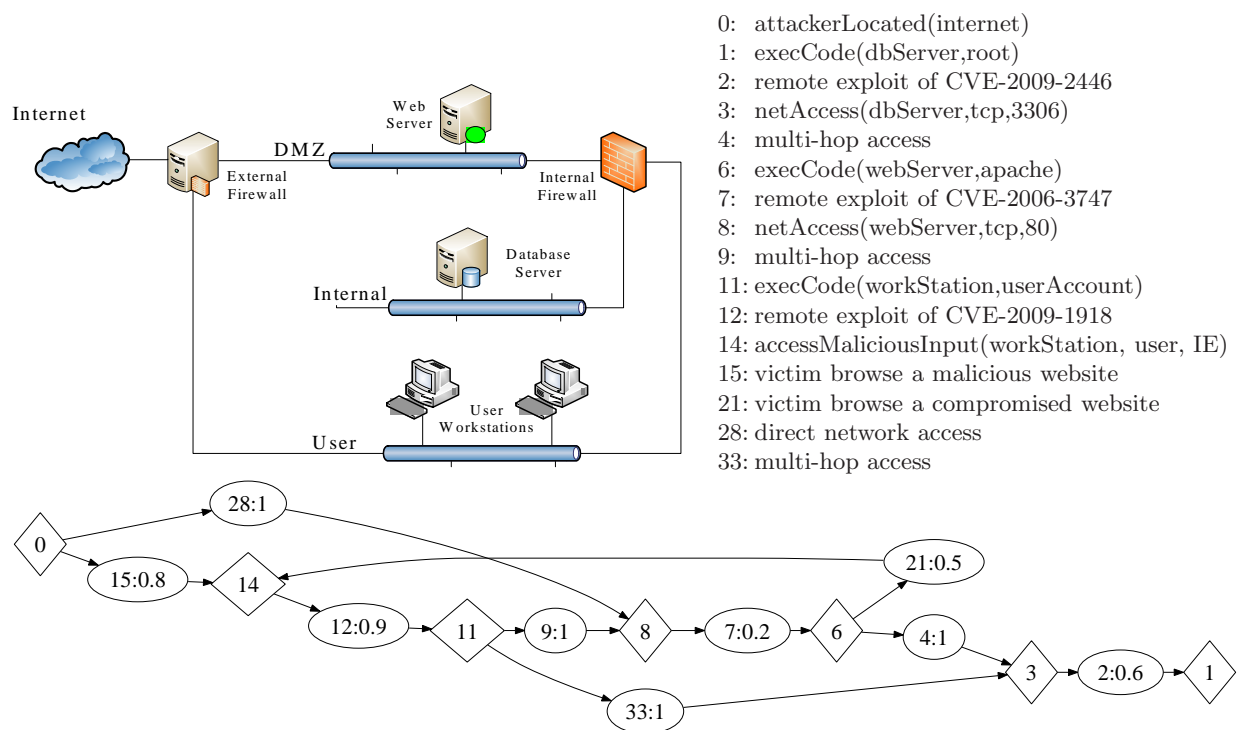 Internet
External
Firewall
DMZ
Web
Server
Internal
Firewall
Database
Server
Internal
User
Workstations
User
0: attackerLocated(internet)
1: execCode(dbServer,root)
2: remote exploit of CVE-2009-2446
3: netAccess(dbServer,tcp,3306)
4: multi-hop access
6: execCode(webServer,apache)
7: remote exploit of CVE-2006-3747
8: netAccess(webServer,tcp,80)
9: multi-hop access
11: execCode(workStation,userAccount)
12: remote exploit of CVE-2009-1918
14: accessMaliciousInput(workStation, user, IE)
15: victim browse a malicious website
21: victim browse a compromised website
28: direct network access
33: multi-hop access
0
28:1
15:0.8
14
12:0.9
11
9:1
33:1
8
7:0.2
6
21:0.5
4:1
3
2:0.6
1